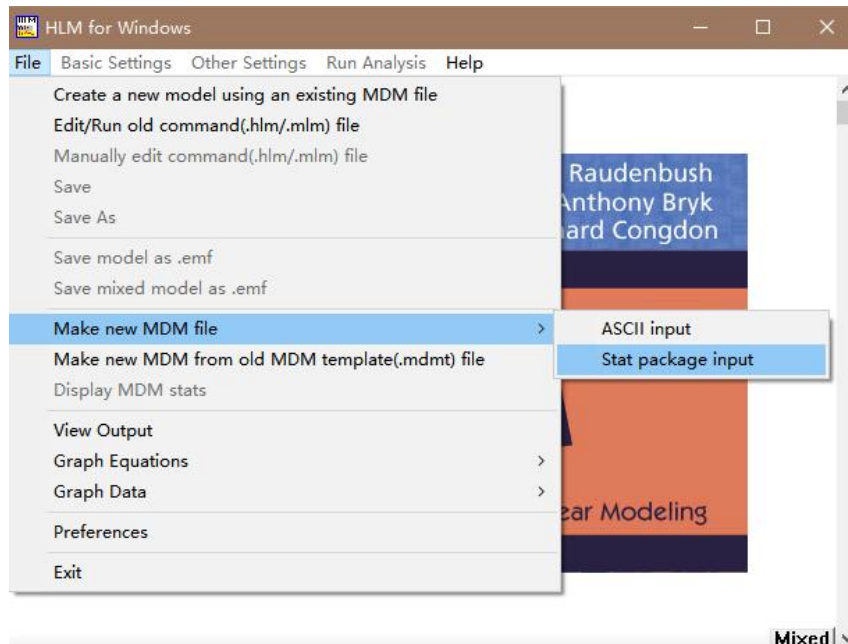 HLM for Windows
File Basic Settings Other Settings Run Analysis Help
Create a new model using an existing MDM file
Edit/Run old command(.hlm/.mlm) file
Manually edit command(.hlm/.mlm) file
Save
Save As
Save model as .emf
Save mixed model as .emf
Make new MDM file
Make new MDM from old MDM template(.mdmt) file
Display MDM stats
View Output
Graph Equations
Graph Data
Preferences
Exit
ASCII input
Stat package input
Raudenbush
Anthony Bryk
ard Congdon
ear Modeling
Mixed